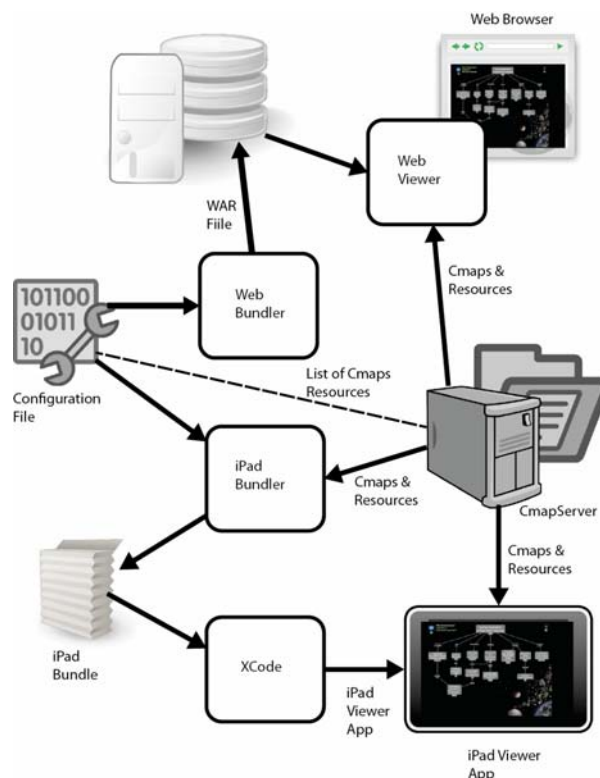 Web Browser
Web
Viewer
WAR
Fiile
101100
01011
10
Web
Bundler
Cmaps &
Resources
Configuration
File
List of Cmaps
Resources
iPad
Bundler
Cmaps &
Resources
CmapServer
Cmaps &
Resources
iPad
Bundle
XCode
iPad
Viewer
App
iPad Viewer
App